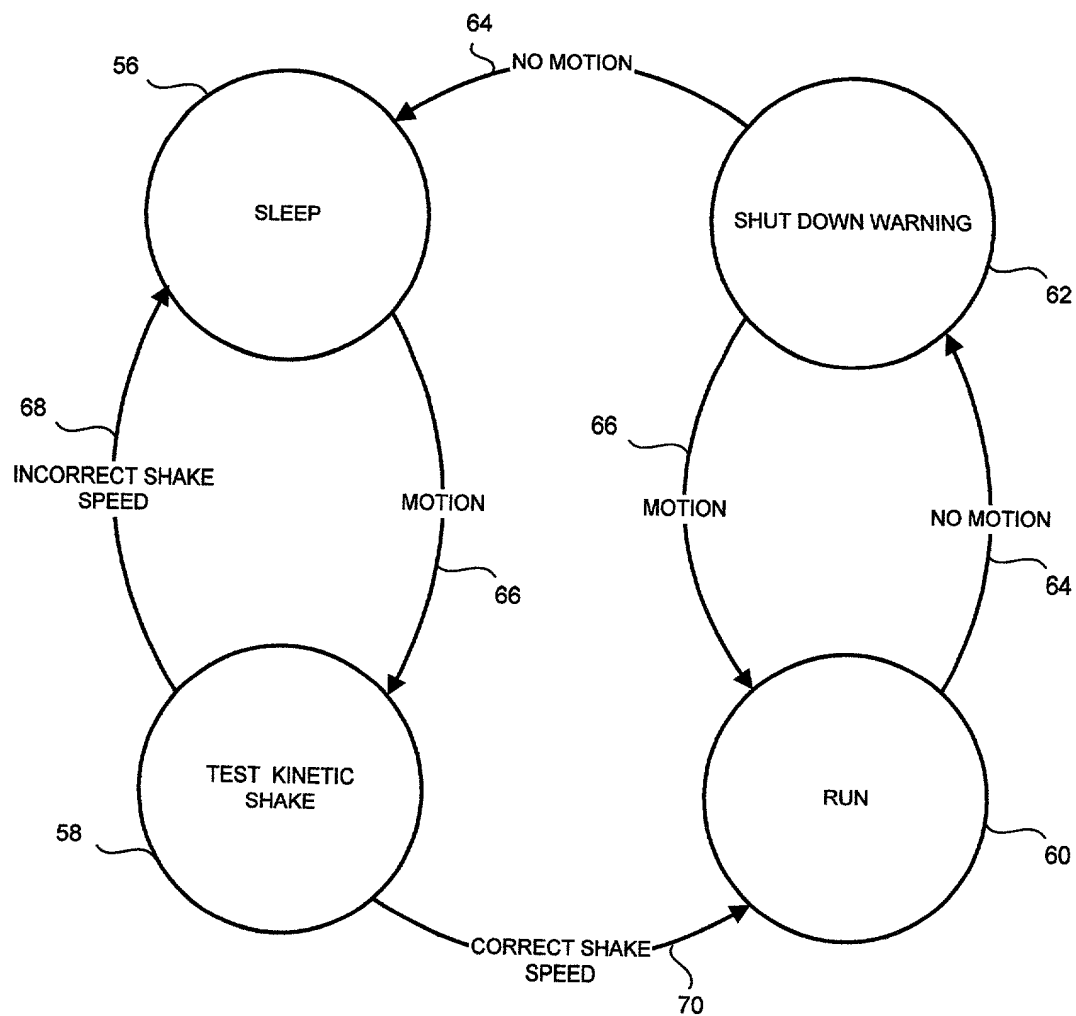 64
NO MOTION
56
SLEEP
SHUT DOWN WARNING
62
68
INCORRECT SHAKE
SPEED
MOTION
66
66
MOTION
NO MOTION
64
TEST KINETIC
SHAKE
58
RUN
60
CORRECT SHAKE
SPEED
70